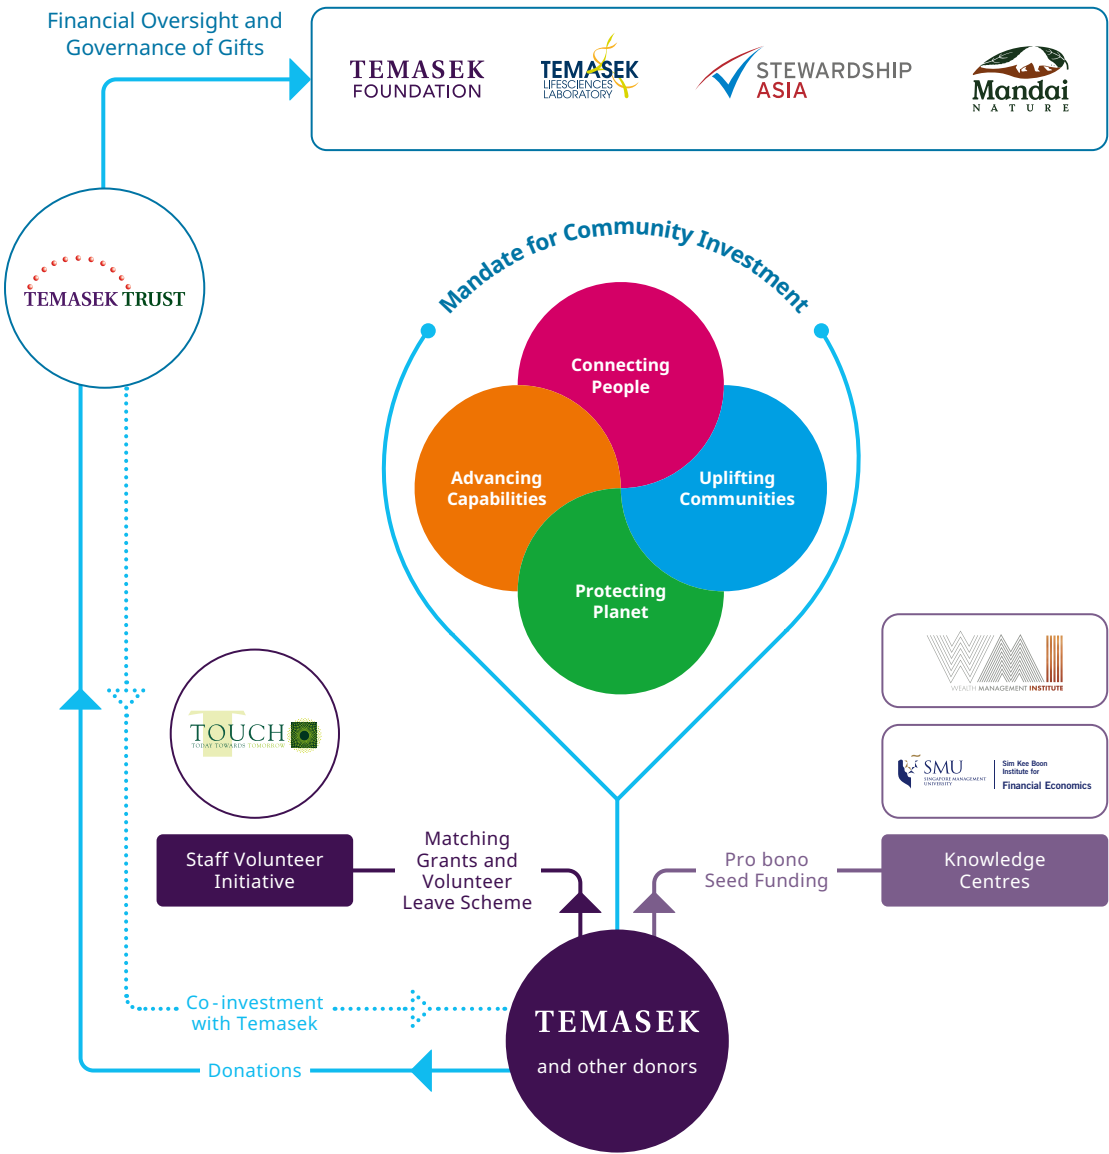 Financial Oversight and
Governance of Gifts
TEMASEK
FOUNDATION
TEMASEK
LIFESCIENCES
LABORATORY
STEWARDSHIP
ASIA
Mandai
NATURE
TEMASEK TRUST
Mandate for Community Investment
Connecting
People
Advancing
Capabilities
Uplifting
Communities
Protecting
Planet
WMI
WEALTH MANAGEMENT INSTITUTE
TOUCH
TODAY TOWARDS TOMORROW
SMU
SINGAPORE MANAGEMENT
UNIVERSITY
Sim Kee Boon
Institute for
Financial Economics
Staff Volunteer
Initiative
Matching
Grants and
Volunteer
Leave Scheme
Pro bono
Seed Funding
Knowledge
Centres
Co-investment
with Temasek
Donations
TEMASEK
and other donors